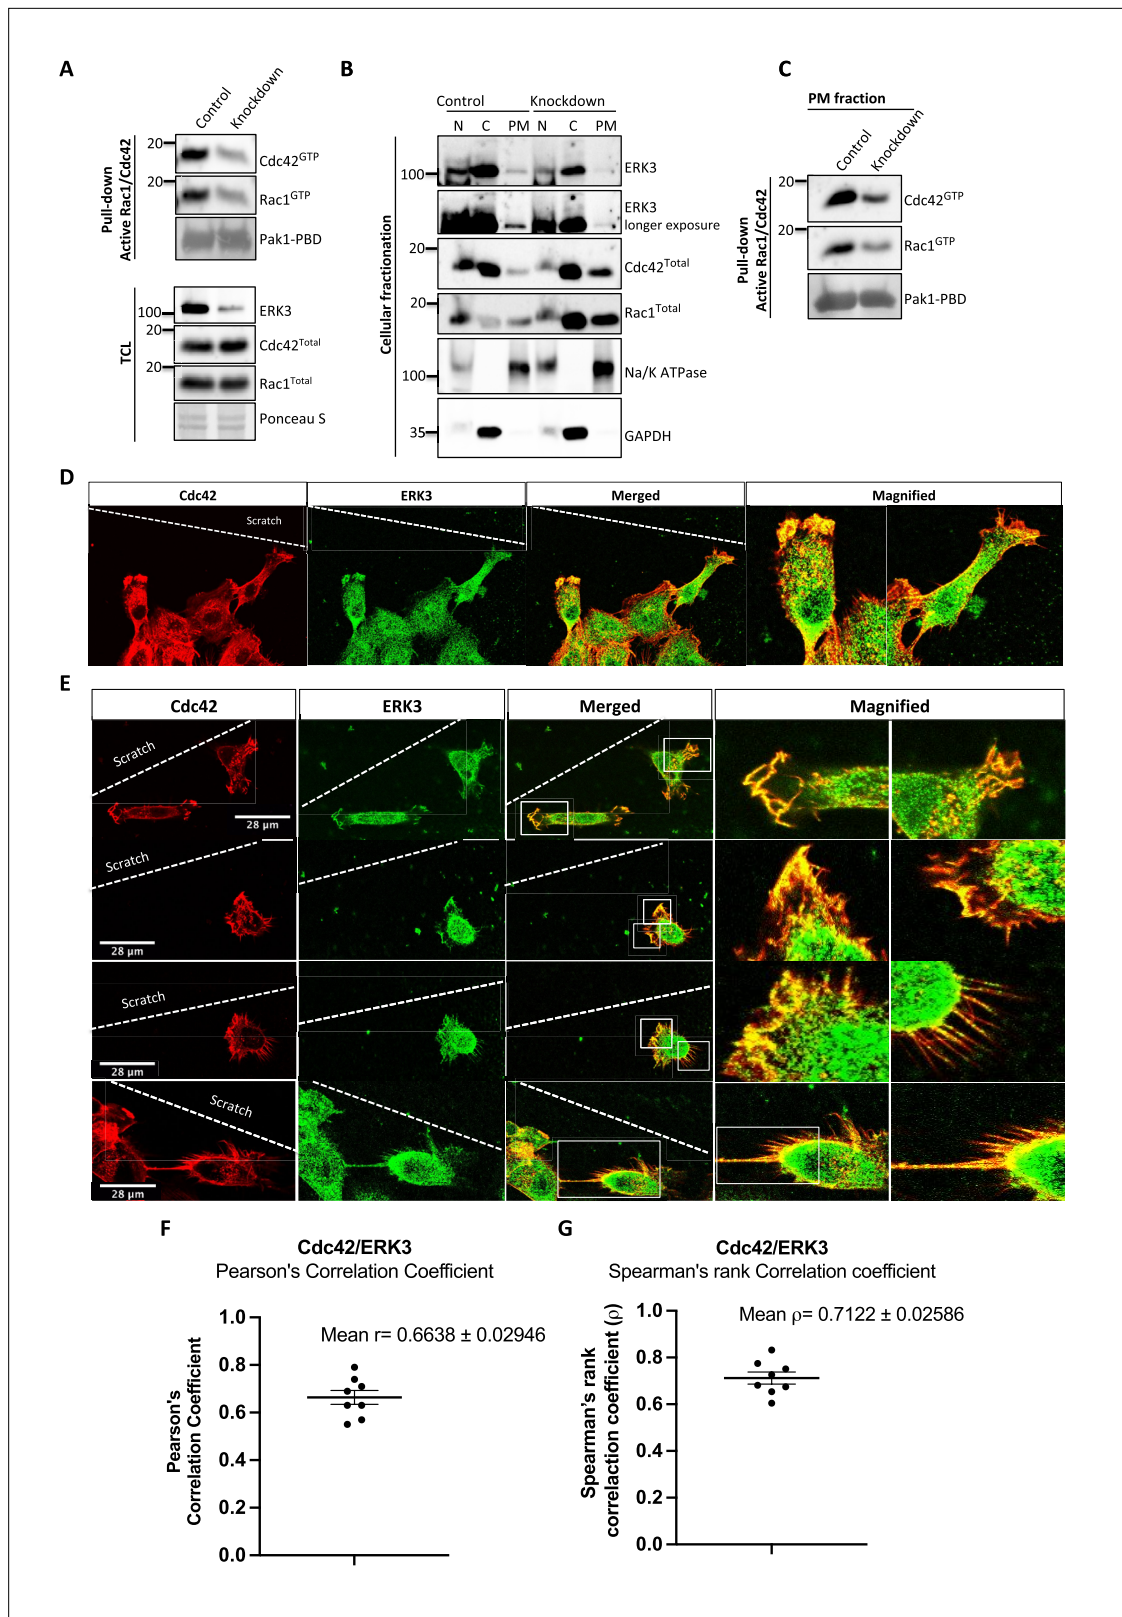 A
Control
Knockdown
Pull-down
Active Rac1/Cdc42
20
Cdc42GTP
20
Rac1GTP
Pak1-PBD
TCL
100
ERK3
20
Cdc42Total
20
Rac1Total
Ponceau S
B
Control
Knockdown
N C PM N C PM
Cellular fractionation
100
ERK3
ERK3
longer exposure
20
Cdc42Total
20
Rac1Total
100
Na/K ATPase
35
GAPDH
C
PM fraction
Control
Knockdown
Pull-down
Active Rac1/Cdc42
20
Cdc42GTP
20
Rac1GTP
Pak1-PBD
D
Cdc42 ERK3 Merged Magnified
Scratch
E
Cdc42 ERK3 Merged Magnified
Scratch
28 µm
Scratch
28 µm
Scratch
28 µm
Scratch
28 µm
F
Cdc42/ERK3
Pearson's Correlation Coefficient
Mean r= 0.6638 ± 0.02946
Pearson's
Correlation Coefficient
1.0
0.8
0.6
0.4
0.2
0.0
G
Cdc42/ERK3
Spearman's rank Correlation coefficient
Mean ρ= 0.7122 ± 0.02586
Spearman's rank
correlaction coefficient (ρ)
1.0
0.8
0.6
0.4
0.2
0.0